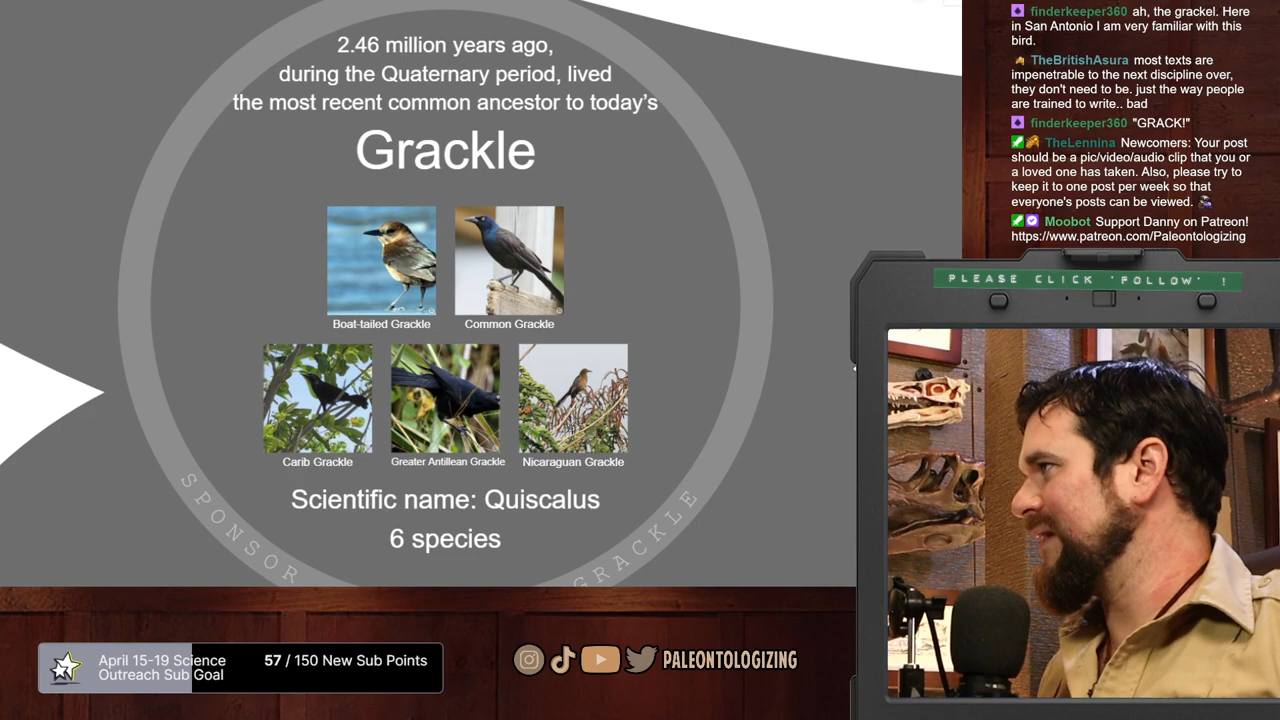 2.46 million years ago,
during the Quaternary period, lived
the most recent common ancestor to today's
Grackle
Boat-tailed Grackle
Common Grackle
Carib Grackle
Greater Antillean Grackle
Nicaraguan Grackle
Scientific name: Quiscalus
6 species
SPONSOR
GRACKLE
finderkeeper360 ah, the grackel. Here
in San Antonio I am very familiar with this
bird.
TheBritishAsura most texts are
impenetrable to the next discipline over,
they don't need to be. just the way people
are trained to write.. bad
finderkeeper360 "GRACK!"
TheLennina Newcomers: Your post
should be a pic/video/audio clip that you or
a loved one has taken. Also, please try to
keep it to one post per week so that
everyone's posts can be viewed.
Moobot Support Danny on Patreon!
https://www.patreon.com/Paleontologizing
PLEASE CLICK 'FOLLOW' !
April 15-19 Science
Outreach Sub Goal
57 / 150 New Sub Points
PALEONTOLOGIZING